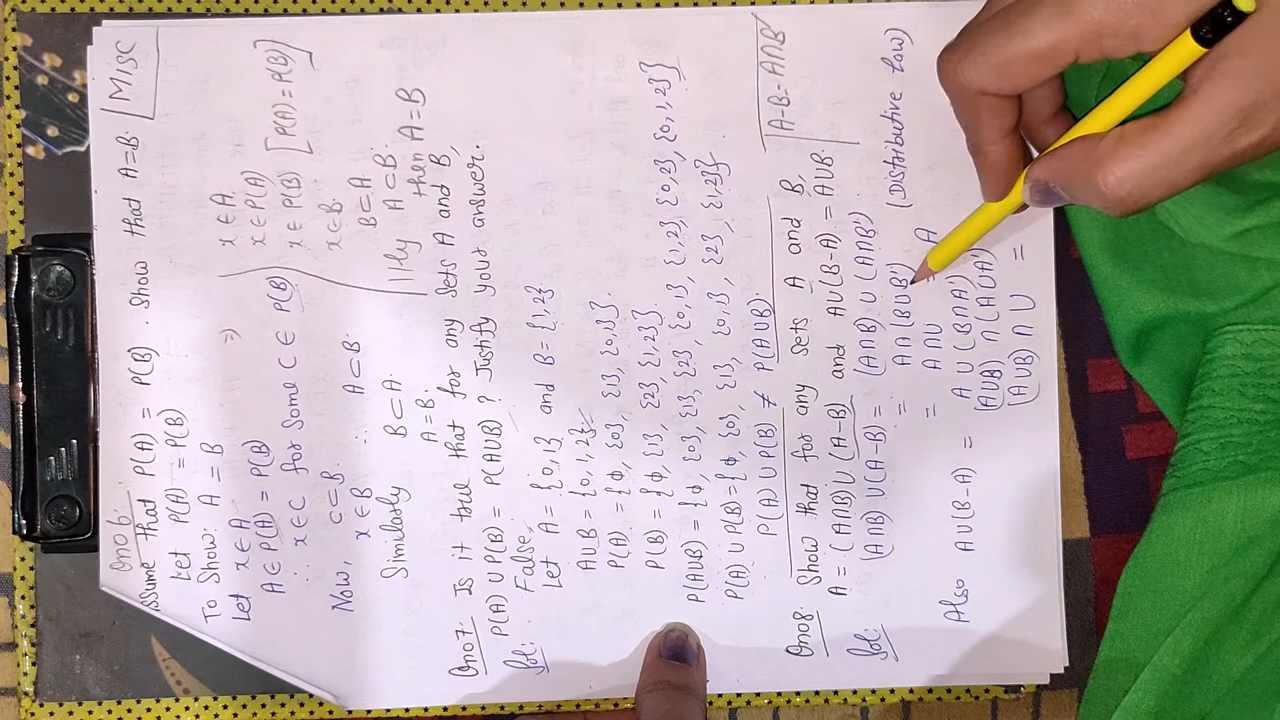 Qno6.
Assume that P(A) = P(B). Show that A=B. [Misc
Let P(A) = P(B)
To Show: A = B
Let x ∈ A
A ∈ P(A) = P(B)
∴ x ∈ C for some C ∈ P(B)
Now, C ⊂ B.
x ∈ B ∴ A ⊂ B.
Similarly B ⊂ A.
A = B.
⇒
x ∈ A.
x ∈ P(A)
x ∈ P(B) [P(A) = P(B)]
x ∈ B.
B ⊂ A.
|||ly A ⊂ B.
then A = B
Qno7. Is it true that for any sets A and B,
P(A) ∪ P(B) = P(A∪B)? Justify your answer.
Sol: False.
Let A = {0,1} and B = {1,2}
A∪B = {0,1,2}
P(A) = {ϕ, {0}, {1}, {0,1}}.
P(B) = {ϕ, {1}, {2}, {1,2}}.
P(A∪B) = {ϕ, {0}, {1}, {2}, {0,1}, {1,2}, {0,2}, {0,1,2}}
P(A) ∪ P(B) = {ϕ, {0}, {1}, {0,1}, {2}, {1,2}}.
P(A) ∪ P(B) ≠ P(A∪B).
Qno8. Show that for any sets A and B,
A = (A∩B) ∪ (A-B) and A∪(B-A) = A∪B.
A-B = A∩B'
Sol: (A∩B) ∪ (A-B) = (A∩B) ∪ (A∩B')
= A∩(B∪B') (Distributive Law)
= A∩U = A
Also A∪(B-A) = A∪(B∩A')
(A∪B) ∩ (A∪A')
(A∪B) ∩ U =